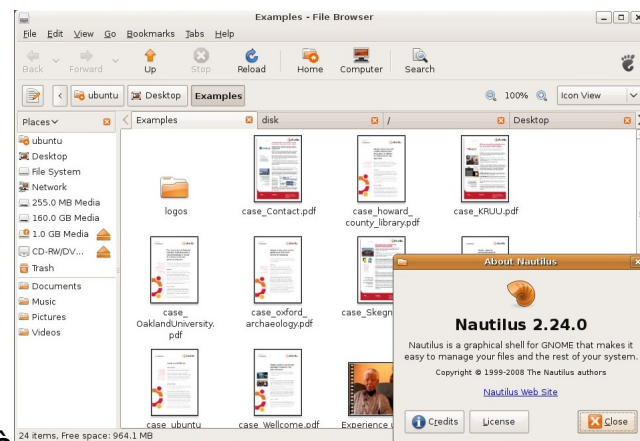 Examples - File Browser
File Edit View Go Bookmarks Tabs Help
Back Forward Up Stop Reload Home Computer Search
ubuntu Desktop Examples 100% Icon View
Places Examples disk / Desktop
ubuntu
Desktop
File System
Network
255.0 MB Media
160.0 GB Media
1.0 GB Media
CD-RW/DV...
Trash
Documents
Music
Pictures
Videos
logos
case_Contact.pdf
case_howard_
county_library.pdf
case_KRUU.pdf
case_
OaklandUniversity.
pdf
case_oxford_
archaeology.pdf
case_Skegn
case_ubuntu
case_Wellcome.pdf
Experience
About Nautilus
Nautilus 2.24.0
Nautilus is a graphical shell for GNOME that makes it
easy to manage your files and the rest of your system.
Copyright © 1999-2008 The Nautilus authors
Nautilus Web Site
Credits License Close
24 items, Free space: 964.1 MB